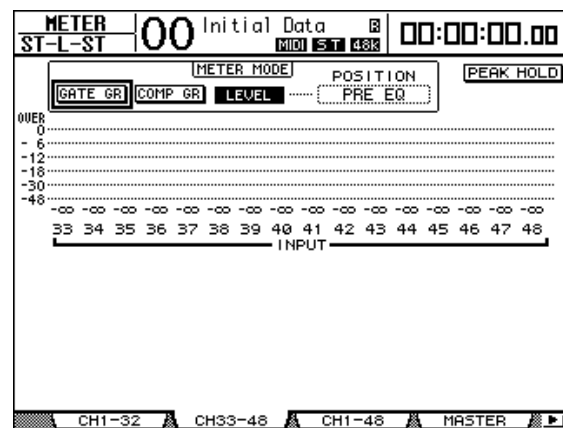 METER
ST-L-ST
00
Initial Data
MIDI ST 48k
00:00:00.00
METER MODE
GATE GR COMP GR LEVEL
POSITION
PRE EQ
PEAK HOLD
OVER
0
- 6
-12
-18
-30
-48
-∞ -∞ -∞ -∞ -∞ -∞ -∞ -∞ -∞ -∞ -∞ -∞ -∞ -∞ -∞ -∞
33 34 35 36 37 38 39 40 41 42 43 44 45 46 47 48
INPUT
CH1-32 CH33-48 CH1-48 MASTER